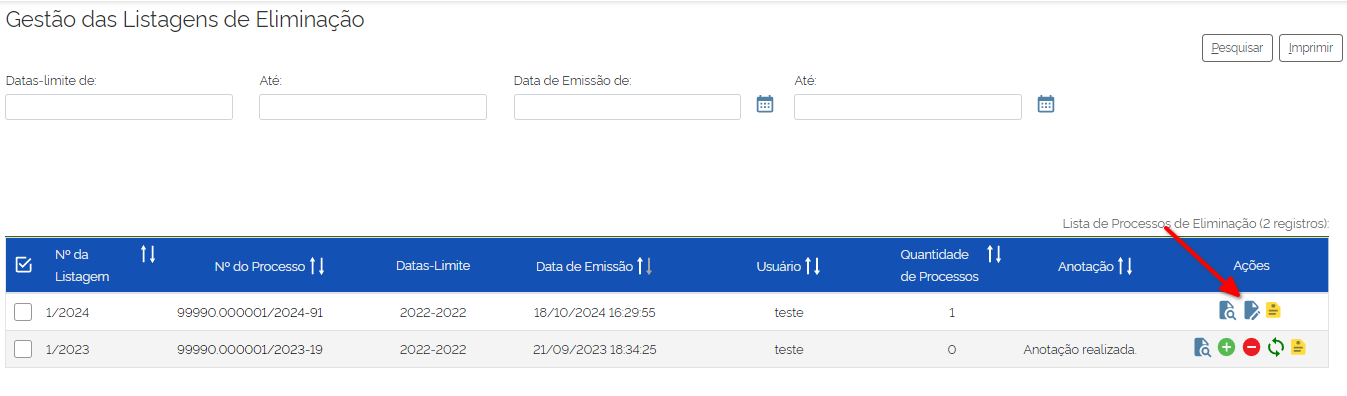 Gestão das Listagens de Eliminação
Pesquisar Imprimir
Datas-limite de: Até: Data de Emissão de: Até:
Lista de Processos de Eliminação (2 registros):
Nº da Listagem Nº do Processo Datas-Limite Data de Emissão Usuário Quantidade de Processos Anotação Ações
1/2024 99990.000001/2024-91 2022-2022 18/10/2024 16:29:55 teste 1
1/2023 99990.000001/2023-19 2022-2022 21/09/2023 18:34:25 teste 0 Anotação realizada.